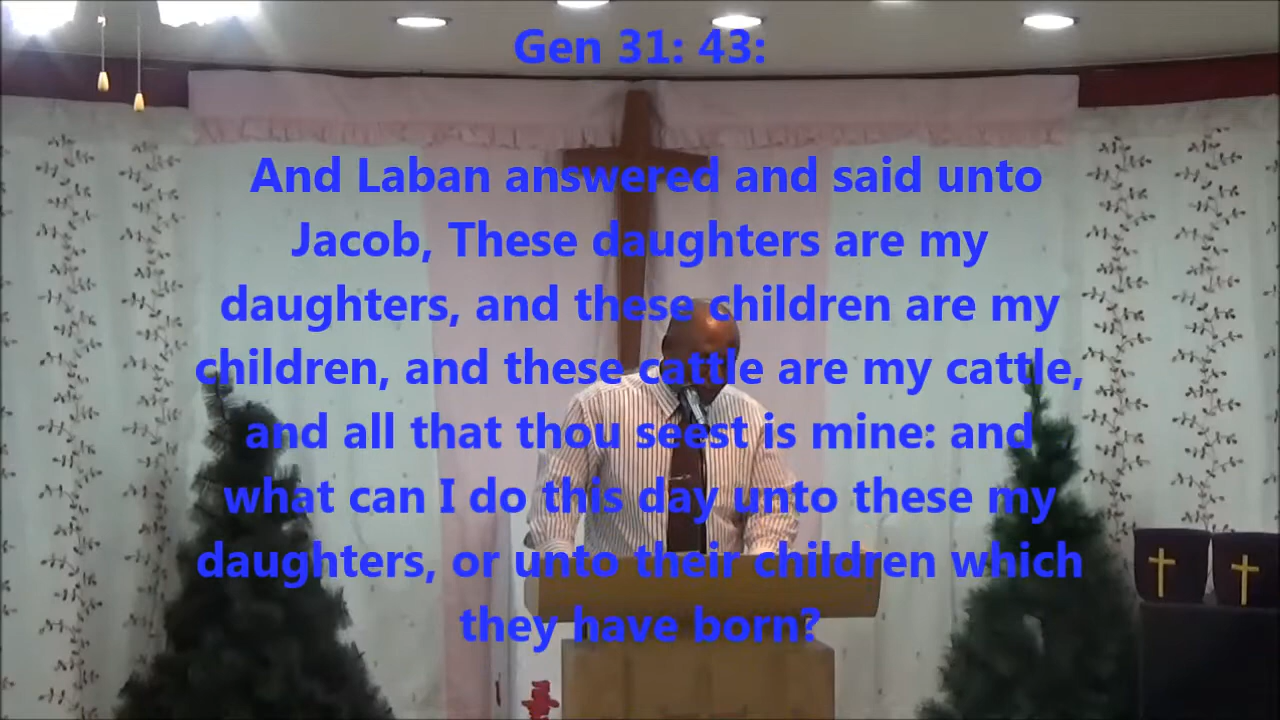 Gen 31: 43:
And Laban answered and said unto
Jacob, These daughters are my
daughters, and these children are my
children, and these cattle are my cattle,
and all that thou seest is mine: and
what can I do this day unto these my
daughters, or unto their children which
they have born?